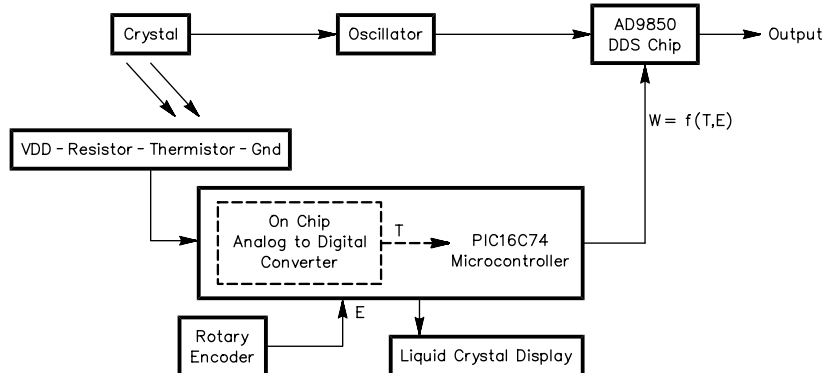 Crystal
Oscillator
AD9850
DDS Chip
Output
W = f(T,E)
VDD - Resistor - Thermistor - Gnd
On Chip
Analog to Digital
Converter
T
PIC16C74
Microcontroller
E
Rotary
Encoder
Liquid Crystal Display